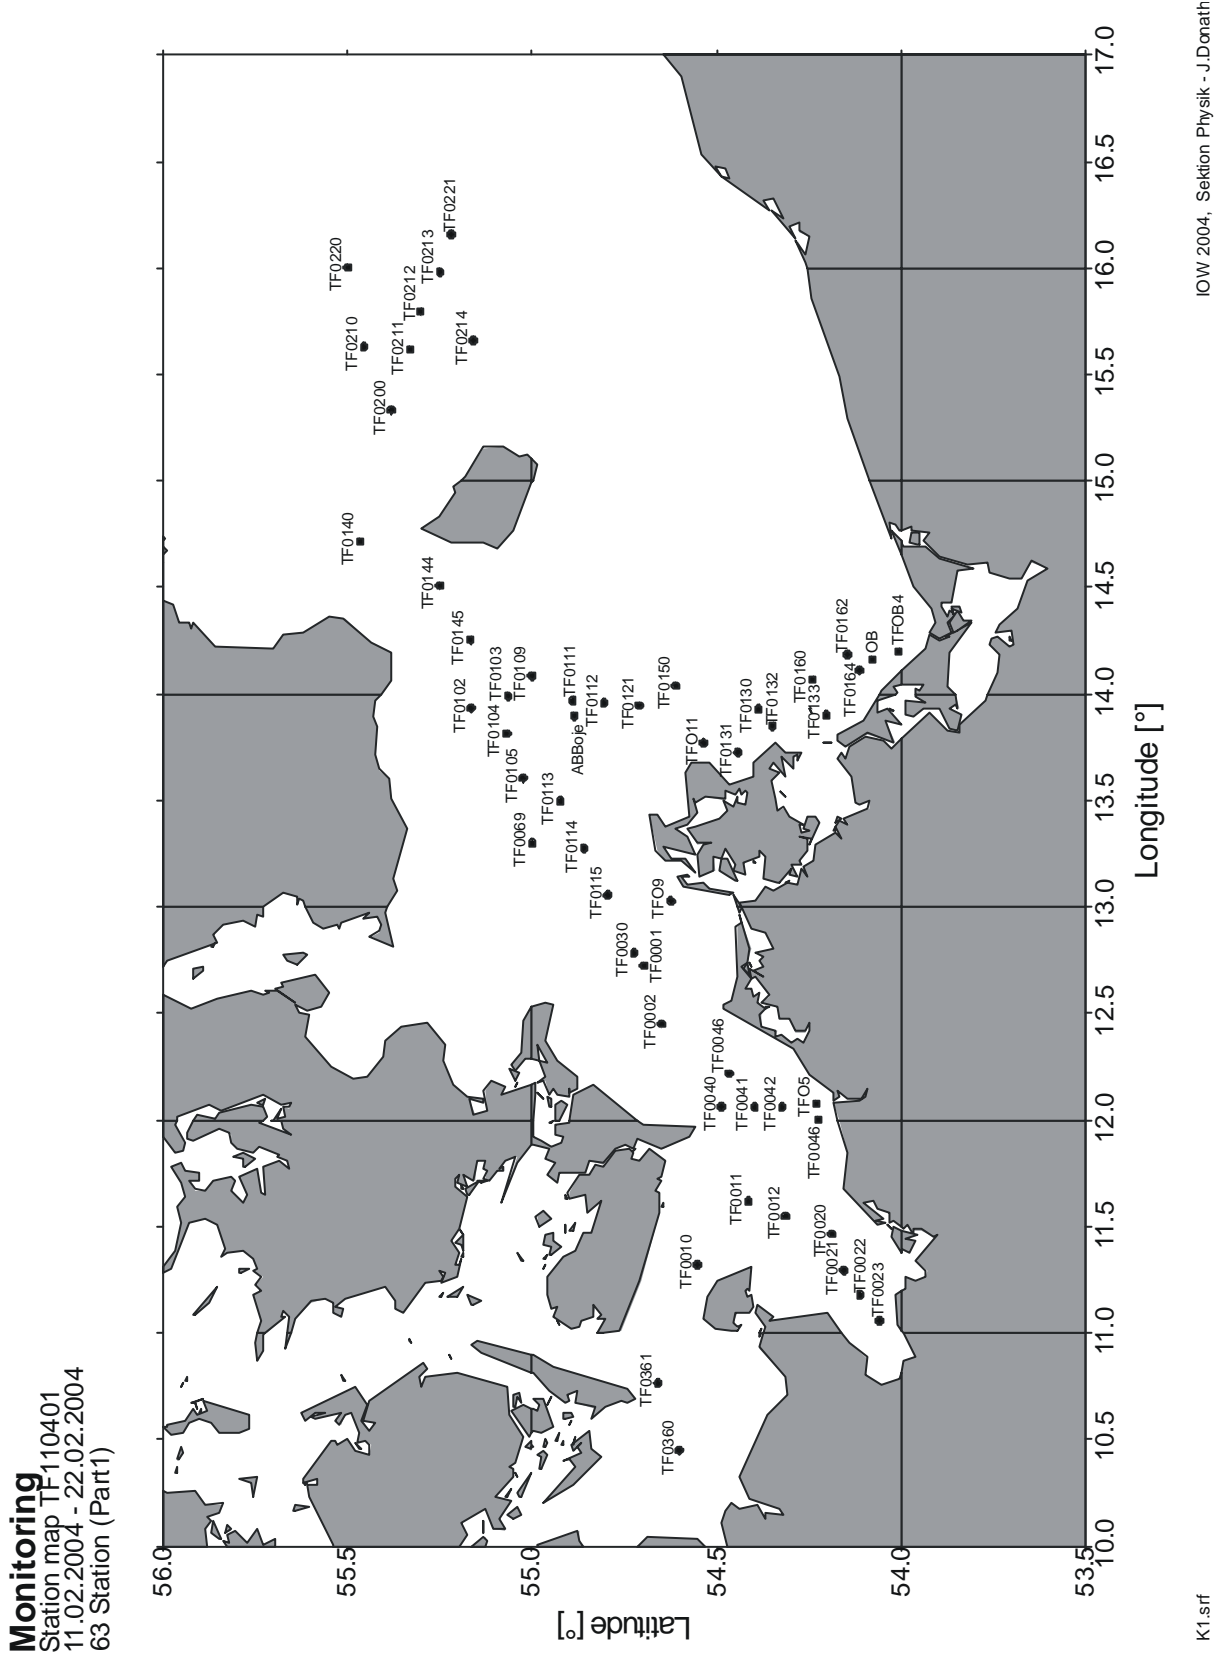 Monitoring
Station map TF110401
11.02.2004 - 22.02.2004
63 Station (Part1)
Latitude [°]
56.0
55.5
55.0
54.5
54.0
53.5
10.0
10.5
11.0
11.5
12.0
12.5
13.0
13.5
14.0
14.5
15.0
15.5
16.0
16.5
17.0
Longitude [°]
TF0360
TF0361
TF0010
TF0011
TF0012
TF0020
TF0021
TF0022
TF0023
TF0040
TF0046
TF0041
TF0042
TFO5
TF0046
TF0002
TF0030
TF0001
TFO9
TF0115
TF0114
TF0069
TF0113
TF0105
TF0104
TF0102
TF0103
TF0109
TF0145
TF0144
TF0140
TF0111
ABBoje
TF0112
TF0121
TF0150
TFO11
TF0131
TF0130
TF0132
TF0160
TF0133
TF0164
TF0162
OB
TFOB4
TF0200
TF0210
TF0211
TF0212
TF0213
TF0214
TF0220
TF0221
K1.srf
IOW 2004, Sektion Physik - J.Donath